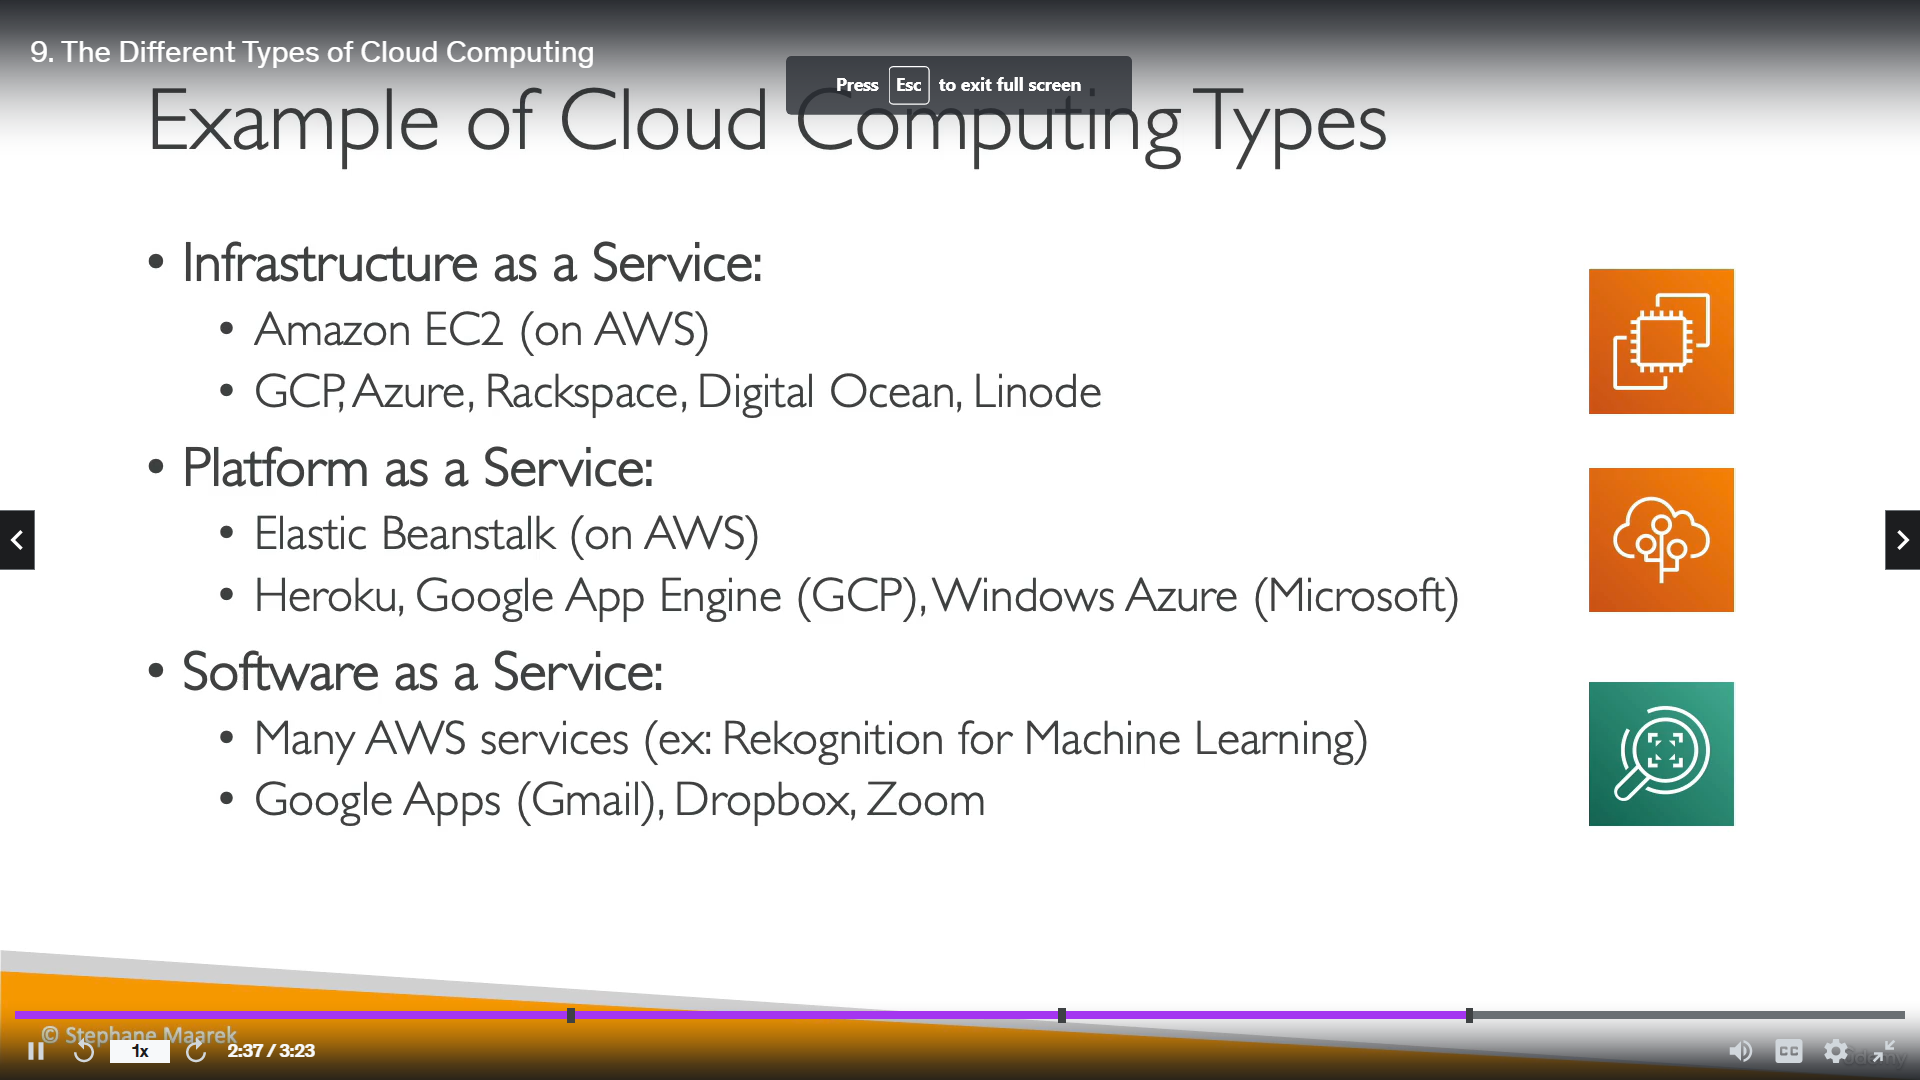 9. The Different Types of Cloud Computing
Press Esc to exit full screen
Example of Cloud Computing Types
• Infrastructure as a Service:
• Amazon EC2 (on AWS)
• GCP, Azure, Rackspace, Digital Ocean, Linode
• Platform as a Service:
• Elastic Beanstalk (on AWS)
• Heroku, Google App Engine (GCP), Windows Azure (Microsoft)
• Software as a Service:
• Many AWS services (ex: Rekognition for Machine Learning)
• Google Apps (Gmail), Dropbox, Zoom
© Stephane Maarek
1x
2:37 / 3:23
CC